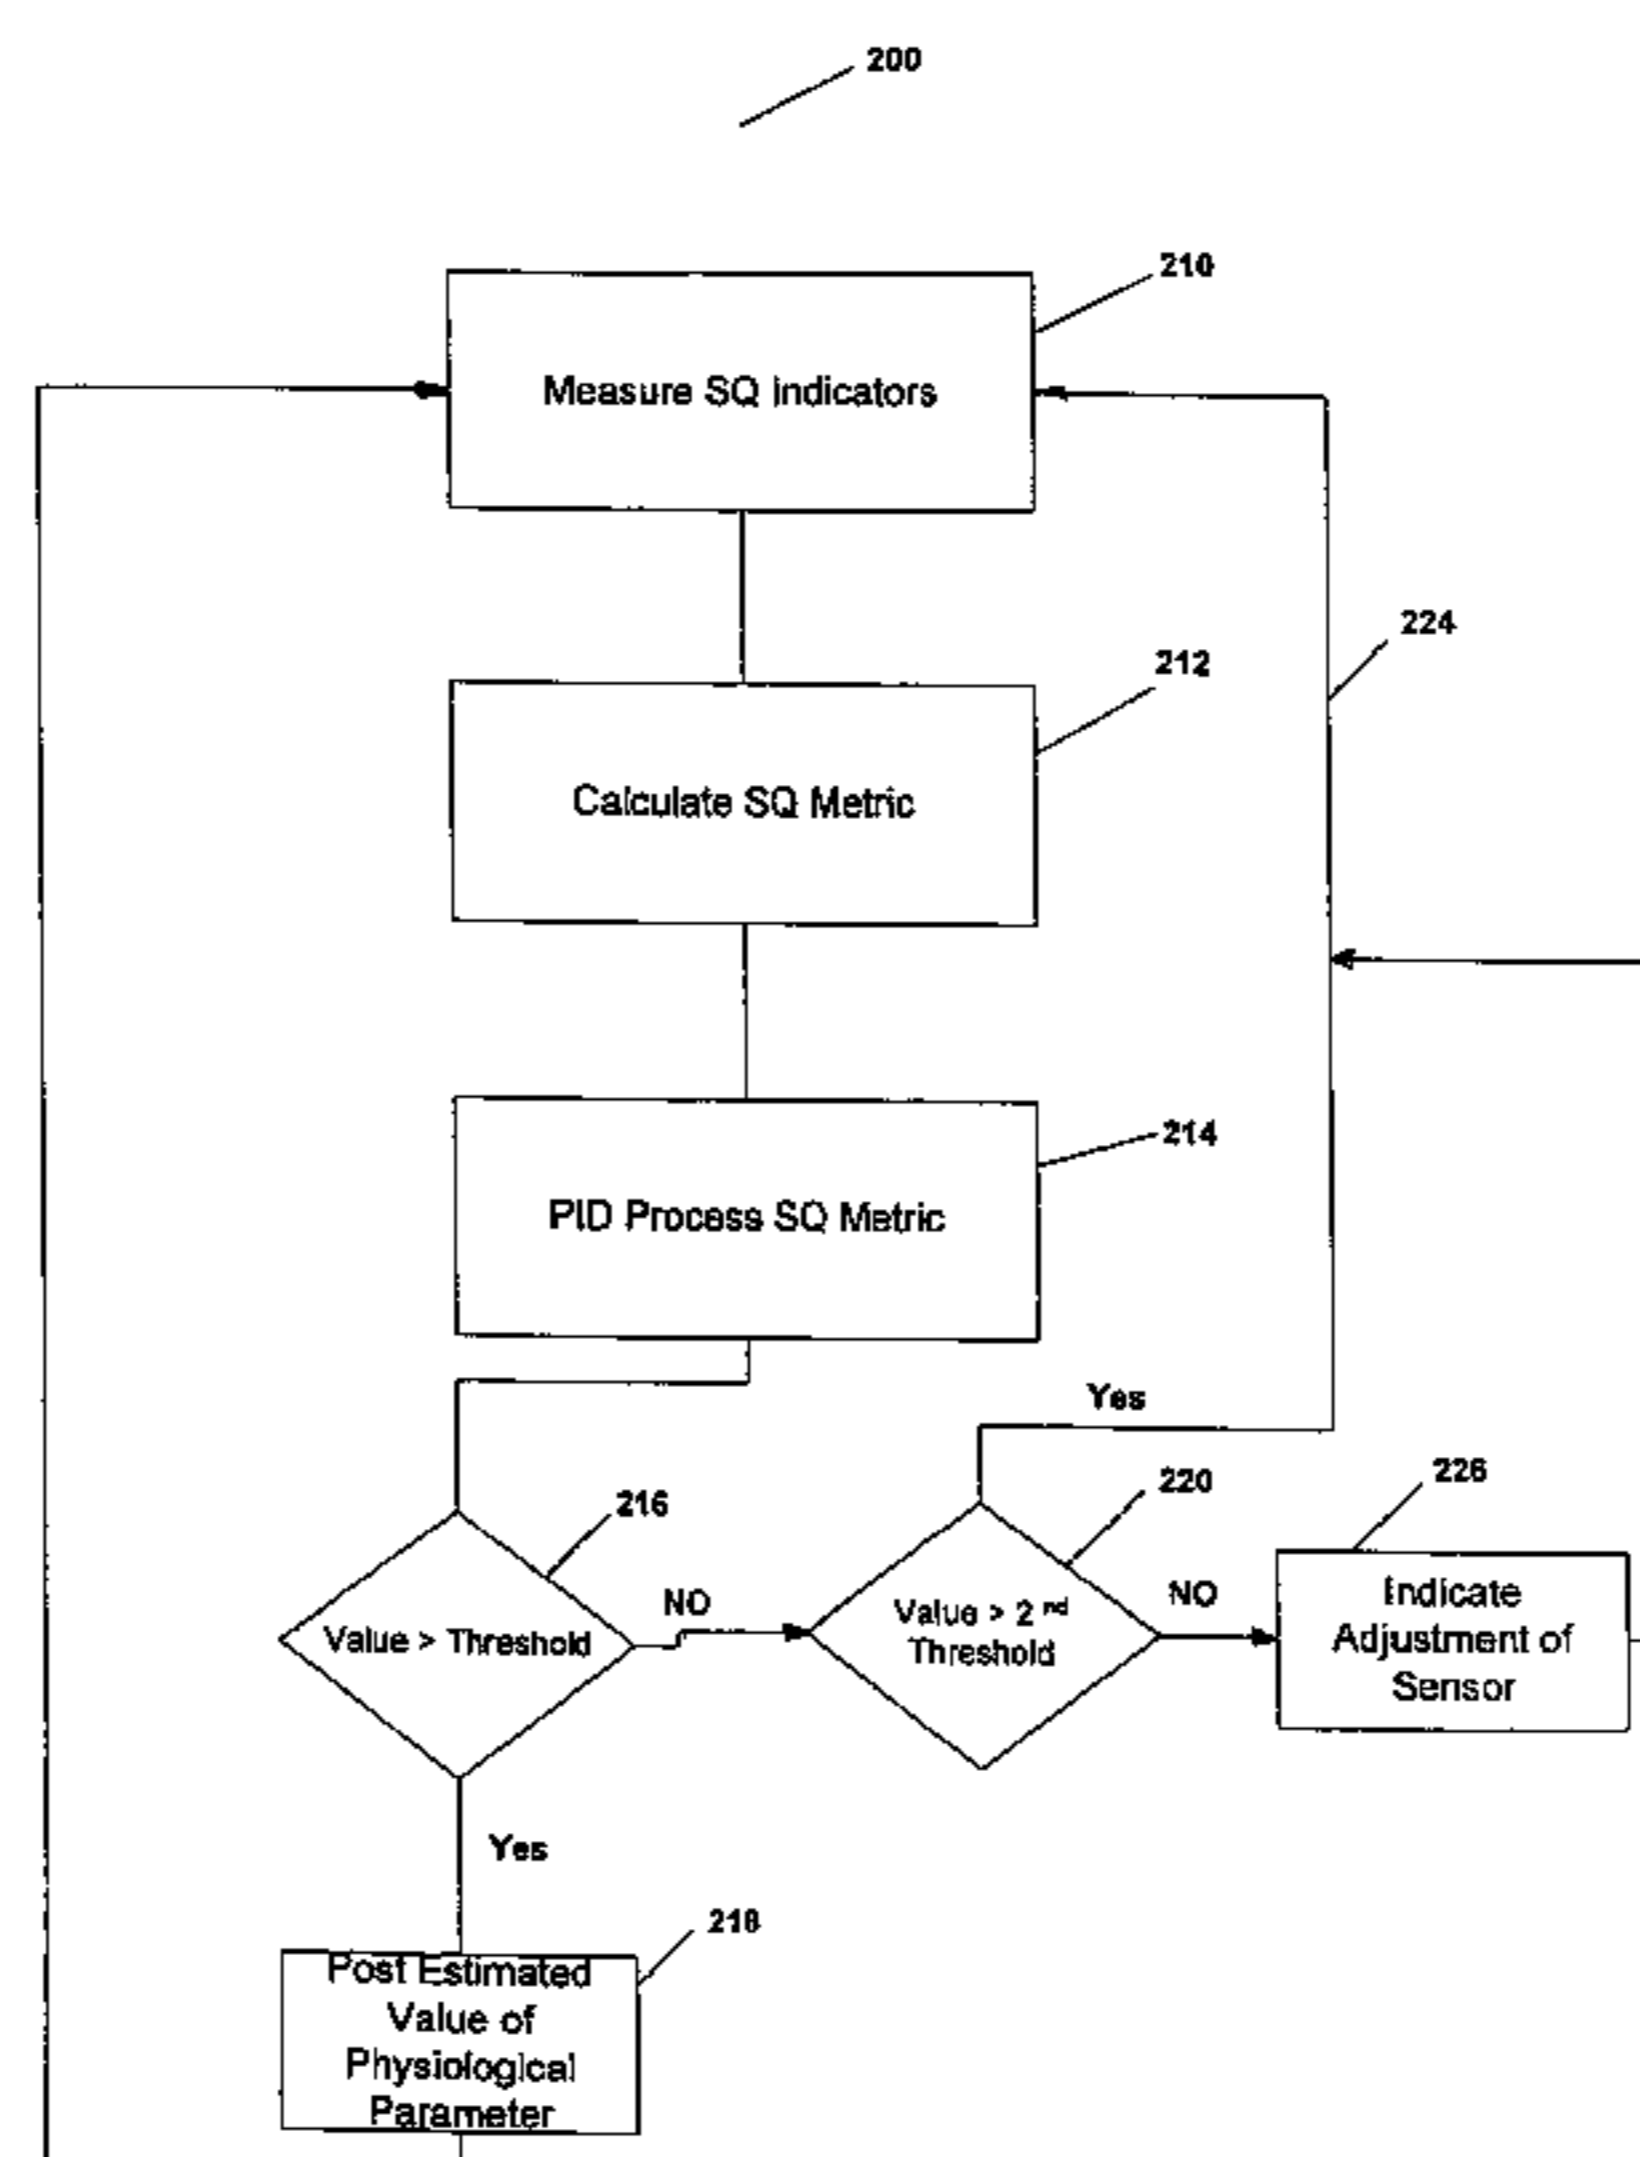 200
210
Measure SQ Indicators
224
212
Calculate SQ Metric
214
PID Process SQ Metric
Yes
216
220
226
NO
NO
Value > Threshold
Value > 2 nd
Threshold
Indicate
Adjustment of
Sensor
Yes
218
Post Estimated
Value of
Physiological
Parameter